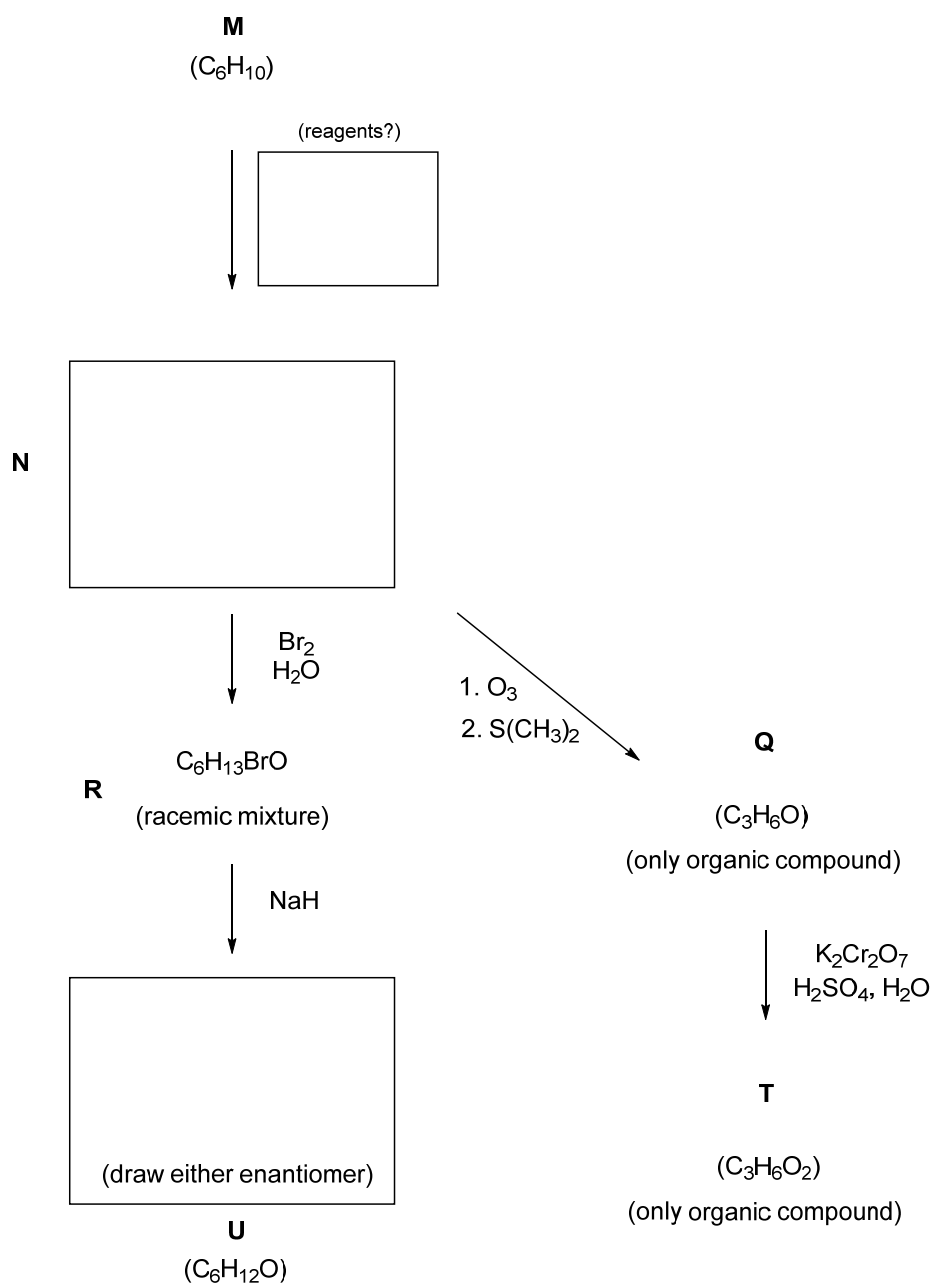 M
(C₆H₁₀)
(reagents?)
N
Br₂
H₂O
1. O₃
2. S(CH₃)₂
Q
C₆H₁₃BrO
R
(racemic mixture)
(C₃H₆O)
(only organic compound)
NaH
K₂Cr₂O₇
H₂SO₄, H₂O
T
(draw either enantiomer)
(C₃H₆O₂)
(only organic compound)
U
(C₆H₁₂O)